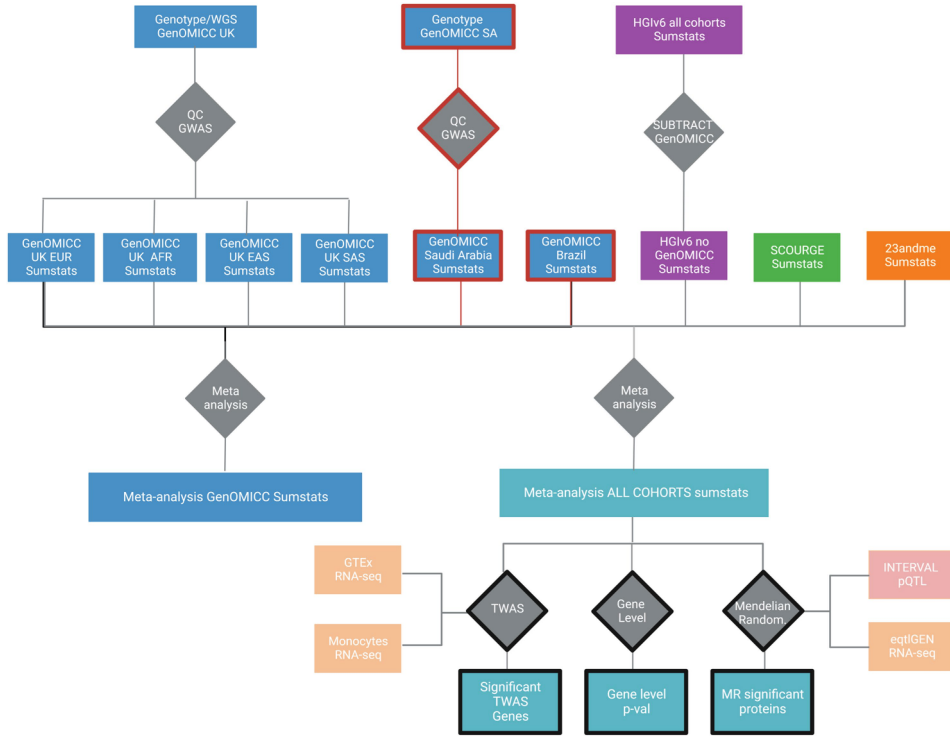 Genotype/WGS
GenOMICC UK
Genotype
GenOMICC SA
HGIv6 all cohorts
Sumstats
QC
GWAS
QC
GWAS
SUBTRACT
GenOMICC
GenOMICC
UK EUR
Sumstats
GenOMICC
UK AFR
Sumstats
GenOMICC
UK EAS
Sumstats
GenOMICC
UK SAS
Sumstats
GenOMICC
Saudi Arabia
Sumstats
GenOMICC
Brazil
Sumstats
HGIv6 no
GenOMICC
Sumstats
SCOURGE
Sumstats
23andme
Sumstats
Meta
analysis
Meta
analysis
Meta-analysis GenOMICC Sumstats
Meta-analysis ALL COHORTS sumstats
GTEx
RNA-seq
Monocytes
RNA-seq
TWAS
Gene
Level
Mendelian
Random.
INTERVAL
pQTL
eqtlGEN
RNA-seq
Significant
TWAS
Genes
Gene level
p-val
MR significant
proteins